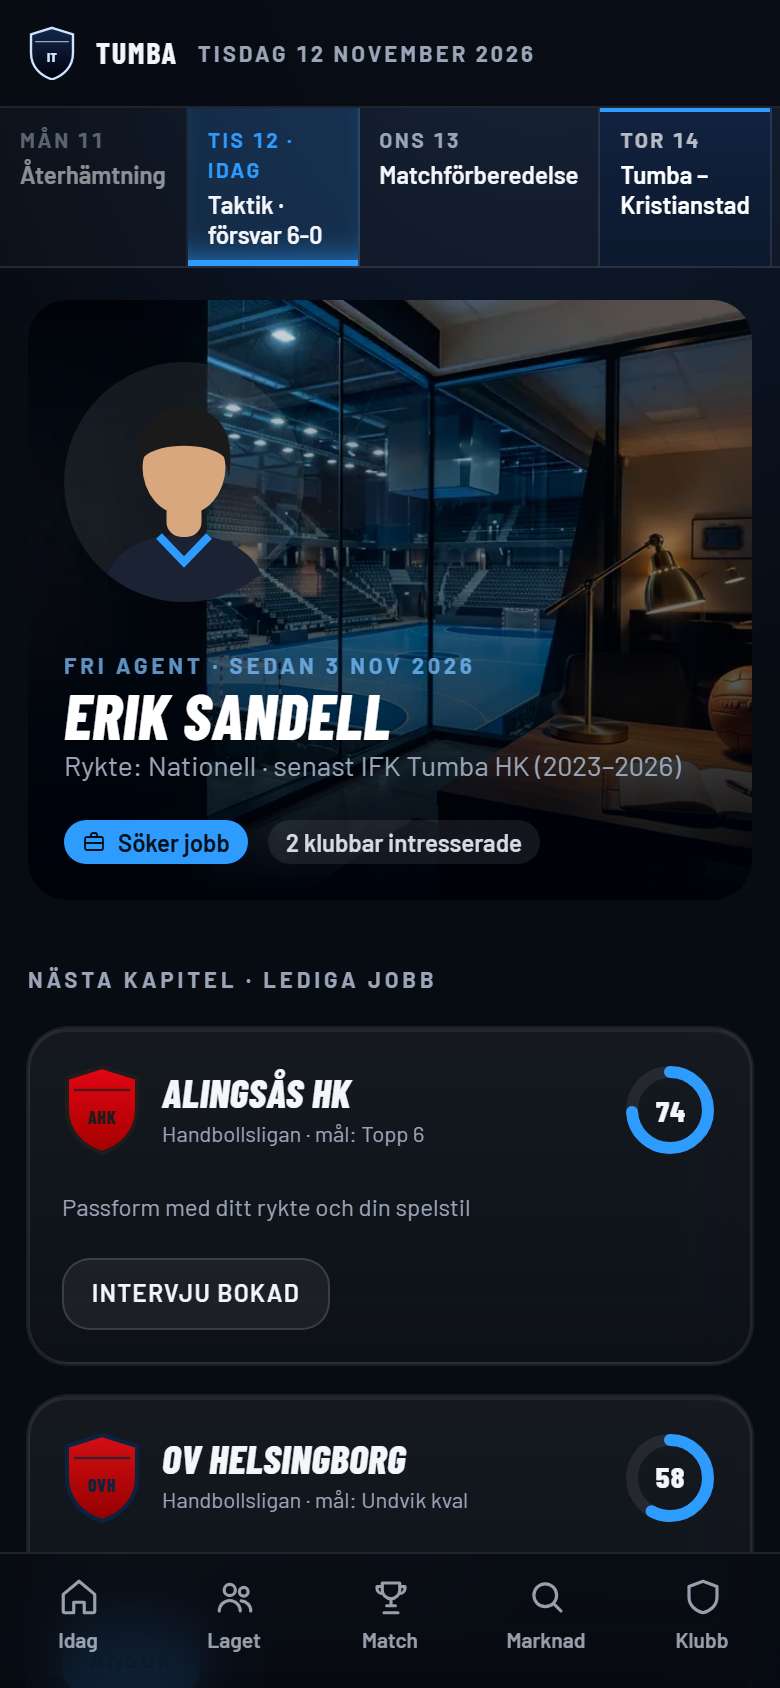 IT
TUMBA
TISDAG 12 NOVEMBER 2026
MÅN 11
Återhämtning
TIS 12 ·
IDAG
Taktik ·
försvar 6-0
ONS 13
Matchförberedelse
TOR 14
Tumba –
Kristianstad
FRI AGENT · SEDAN 3 NOV 2026
ERIK SANDELL
Rykte: Nationell · senast IFK Tumba HK (2023–2026)
Söker jobb
2 klubbar intresserade
NÄSTA KAPITEL · LEDIGA JOBB
AHK
ALINGSÅS HK
Handbollsligan · mål: Topp 6
74
Passform med ditt rykte och din spelstil
INTERVJU BOKAD
OVH
OV HELSINGBORG
Handbollsligan · mål: Undvik kval
58
Idag
Laget
Match
Marknad
Klubb